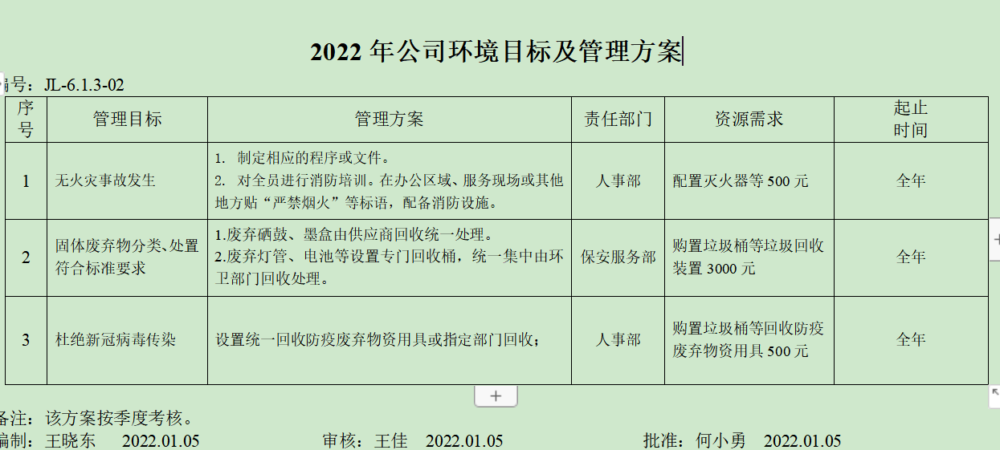 2022 年公司环境目标及管理方案
编号：JL-6.1.3-02
序号 管理目标 管理方案 责任部门 资源需求 起止时间
1 无火灾事故发生
1. 制定相应的程序或文件。
2. 对全员进行消防培训。在办公区域、服务现场或其他
地方贴“严禁烟火”等标语，配备消防设施。
人事部 配置灭火器等 500 元 全年
2 固体废弃物分类、处置
符合标准要求
1.废弃硒鼓、墨盒由供应商回收统一处理。
2.废弃灯管、电池等设置专门回收桶，统一集中由环
卫部门回收处理。
保安服务部
购置垃圾桶等垃圾回收
装置 3000 元
全年
3 杜绝新冠病毒传染 设置统一回收防疫废弃物资用具或指定部门回收； 人事部
购置垃圾桶等回收防疫
废弃物资用具 500 元
全年
备注：该方案按季度考核。
编制：王晓东 2022.01.05 审核：王佳 2022.01.05 批准：何小勇 2022.01.05